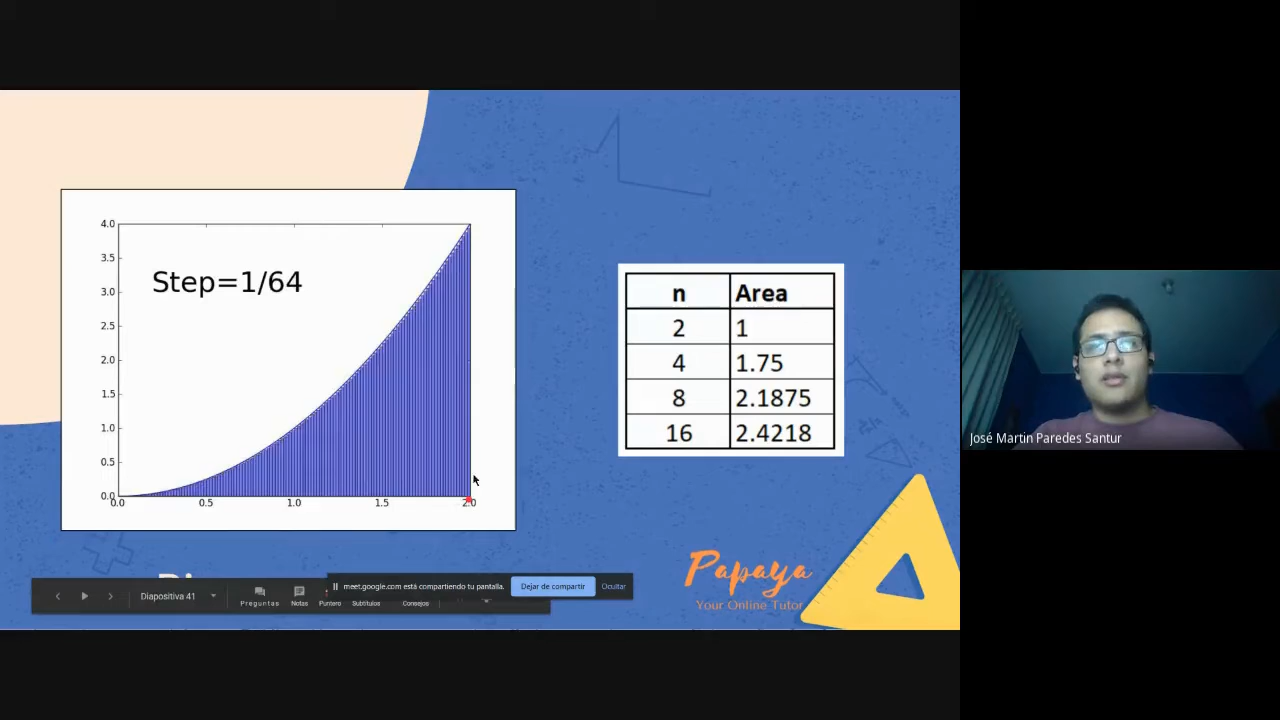 4.0
3.5
3.0
2.5
2.0
1.5
1.0
0.5
0.0
Step=1/64
0.0 0.5 1.0 1.5 2.0
n Area
2 1
4 1.75
8 2.1875
16 2.4218
José Martin Paredes Santur
Papaya
Your Online Tutor
meet.google.com está compartiendo tu pantalla.
Dejar de compartir
Ocultar
Diapositiva 41
Preguntas Notas Puntero Subtítulos Consejos